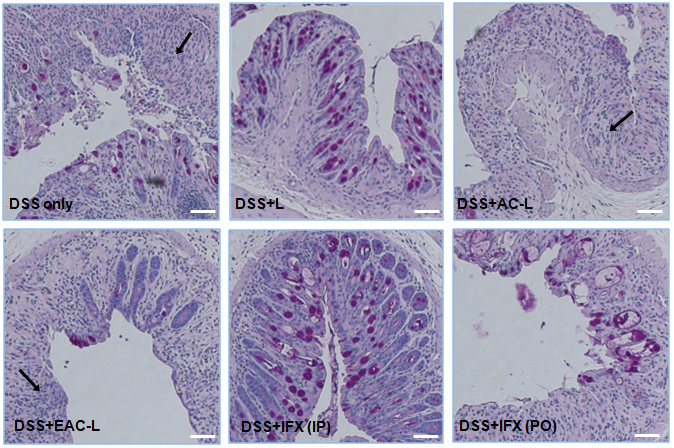 DSS only
DSS+L
DSS+AC-L
DSS+EAC-L
DSS+IFX (IP)
DSS+IFX (PO)